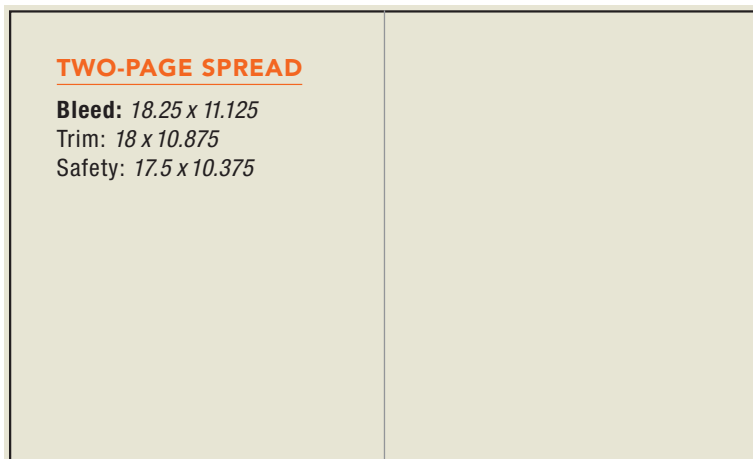 TWO-PAGE SPREAD
Bleed: 18.25 x 11.125
Trim: 18 x 10.875
Safety: 17.5 x 10.375